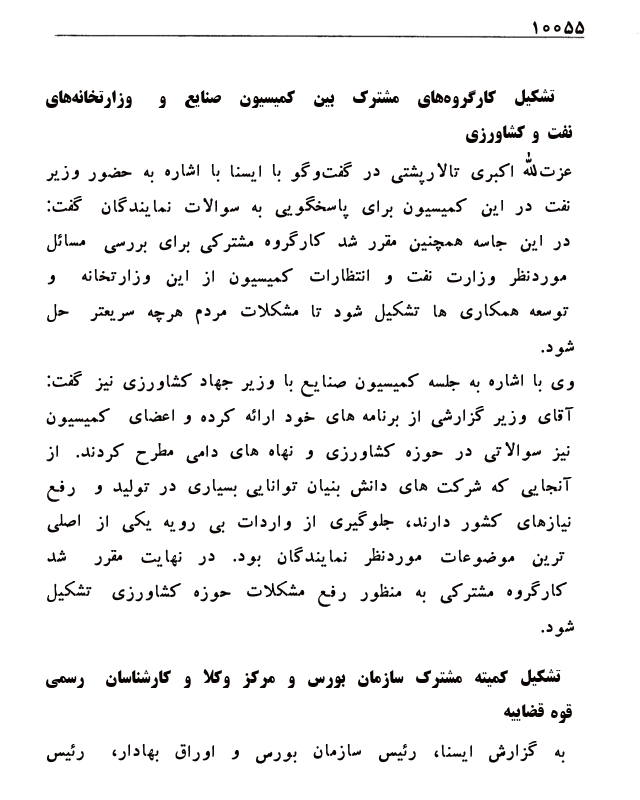 ۱۰۰۵۵
تشکیل کارگروه‌های مشترک بین کمیسیون صنایع و وزارتخانه‌های
نفت و کشاورزی
عزت‌الله اکبری تالارپشتی در گفت‌وگو با ایسنا با اشاره به حضور وزیر
نفت در این کمیسیون برای پاسخگویی به سوالات نمایندگان گفت:
در این جاسه همچنین مقرر شد کارگروه مشترکی برای بررسی مسائل
موردنظر وزارت نفت و انتظارات کمیسیون از این وزارتخانه و
توسعه همکاری ها تشکیل شود تا مشکلات مردم هرچه سریعتر حل
شود.
وی با اشاره به جلسه کمیسیون صنایع با وزیر جهاد کشاورزی نیز گفت:
آقای وزیر گزارشی از برنامه های خود ارائه کرده و اعضای کمیسیون
نیز سوالاتی در حوزه کشاورزی و نهاه های دامی مطرح کردند. از
آنجایی که شرکت های دانش بنیان توانایی بسیاری در تولید و رفع
نیازهای کشور دارند، جلوگیری از واردات بی رویه یکی از اصلی
ترین موضوعات موردنظر نمایندگان بود. در نهایت مقرر شد
کارگروه مشترکی به منظور رفع مشکلات حوزه کشاورزی تشکیل
شود.
تشکیل کمیته مشترک سازمان بورس و مرکز وکلا و کارشناسان رسمی
قوه قضاییه
به گزارش ایسنا، رئیس سازمان بورس و اوراق بهادار، رئیس